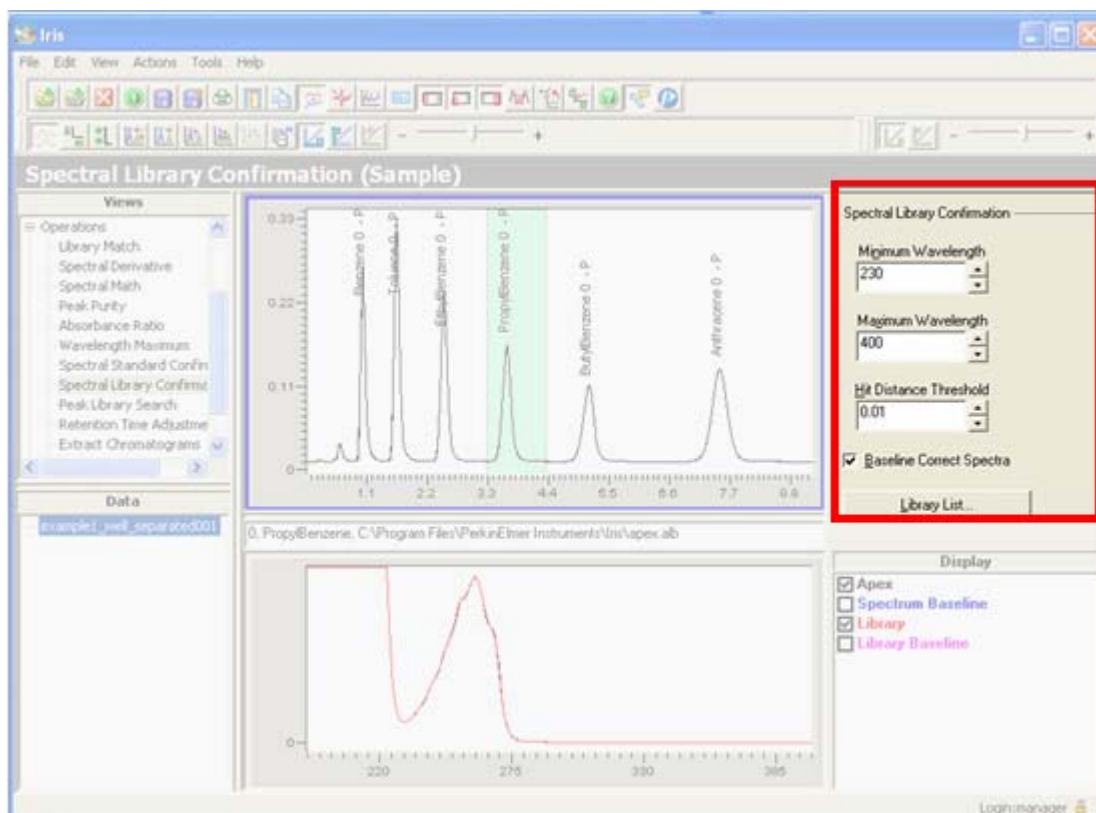 Iris
File Edit View Actions Tools Help
Spectral Library Confirmation (Sample)
Views
Operations
Library Match
Spectral Derivative
Spectral Math
Peak Purity
Absorbance Ratio
Wavelength Maximum
Spectral Standard Confir
Spectral Library Confirma
Peak Library Search
Retention Time Adjustme
Extract Chromatograms
Data
example1_well_separated001
0.33
0.22
0.11
0
Benzene 0 - P
Toluene 0 - P
EthylBenzene 0 - P
PropylBenzene 0 - P
ButylBenzene 0 - P
Anthracene 0 - P
1.1 2.2 3.3 4.4 5.5 6.6 7.7 8.8
0, PropylBenzene, C:\Program Files\PerkinElmer Instruments\Iris\apex.alb
0
220 275 330 385
Spectral Library Confirmation
Minimum Wavelength
230
Maximum Wavelength
400
Hit Distance Threshold
0.01
Baseline Correct Spectra
Library List...
Display
Apex
Spectrum Baseline
Library
Library Baseline
Login:manager